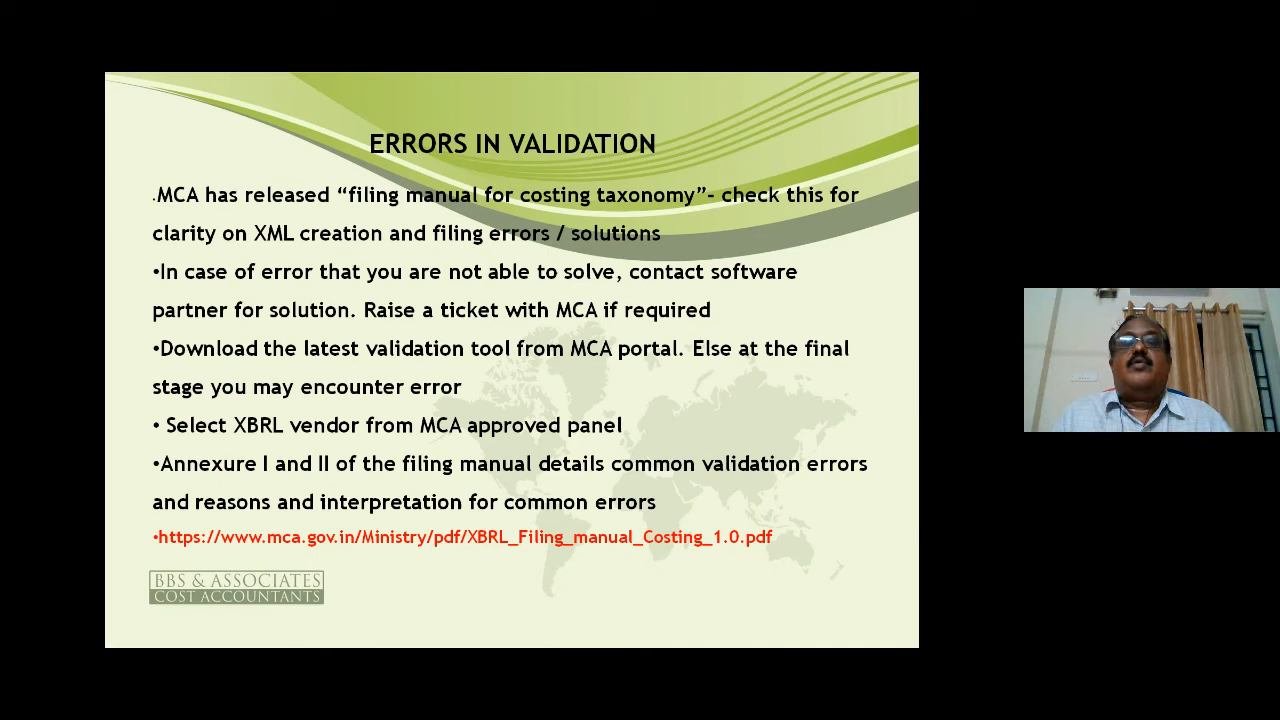 ERRORS IN VALIDATION
.MCA has released “filing manual for costing taxonomy”- check this for
clarity on XML creation and filing errors / solutions
•In case of error that you are not able to solve, contact software
partner for solution. Raise a ticket with MCA if required
•Download the latest validation tool from MCA portal. Else at the final
stage you may encounter error
• Select XBRL vendor from MCA approved panel
•Annexure I and II of the filing manual details common validation errors
and reasons and interpretation for common errors
•https://www.mca.gov.in/Ministry/pdf/XBRL_Filing_manual_Costing_1.0.pdf
BBS & ASSOCIATES
COST ACCOUNTANTS